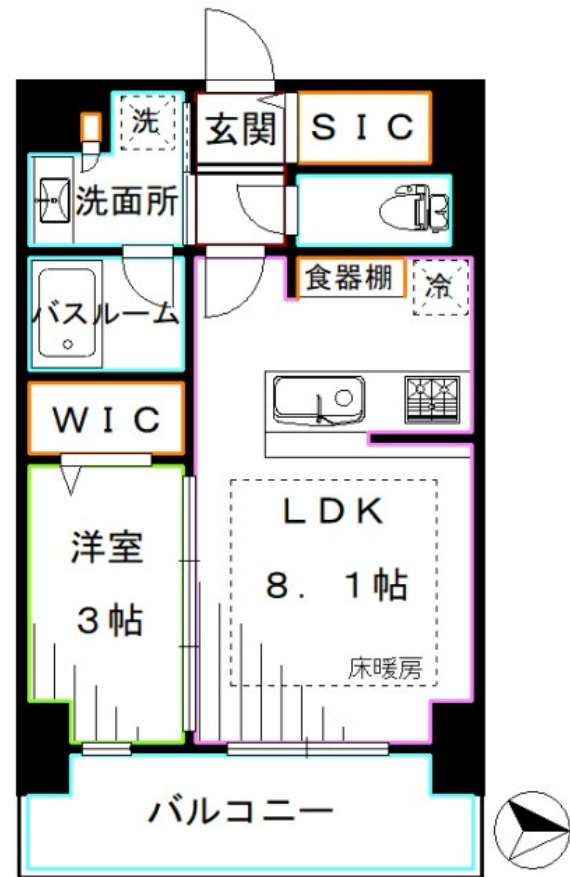 洗
玄関
ＳＩＣ
洗面所
食器棚
冷
バスルーム
ＷＩＣ
ＬＤＫ
８．１帖
洋室
３帖
床暖房
バルコニー